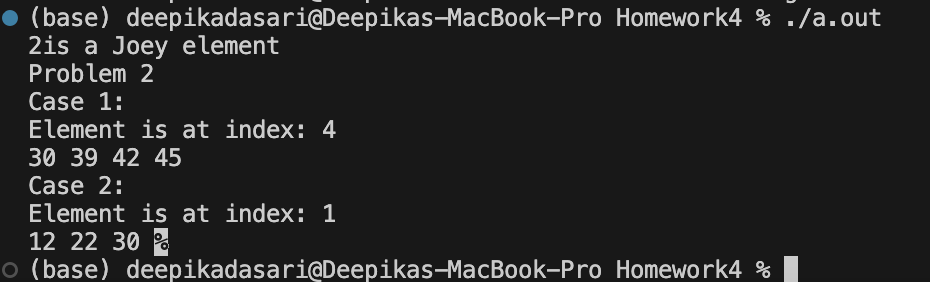 (base) deepikadasari@Deepikas-MacBook-Pro Homework4 % ./a.out
2is a Joey element
Problem 2
Case 1:
Element is at index: 4
30 39 42 45
Case 2:
Element is at index: 1
12 22 30 %
(base) deepikadasari@Deepikas-MacBook-Pro Homework4 %